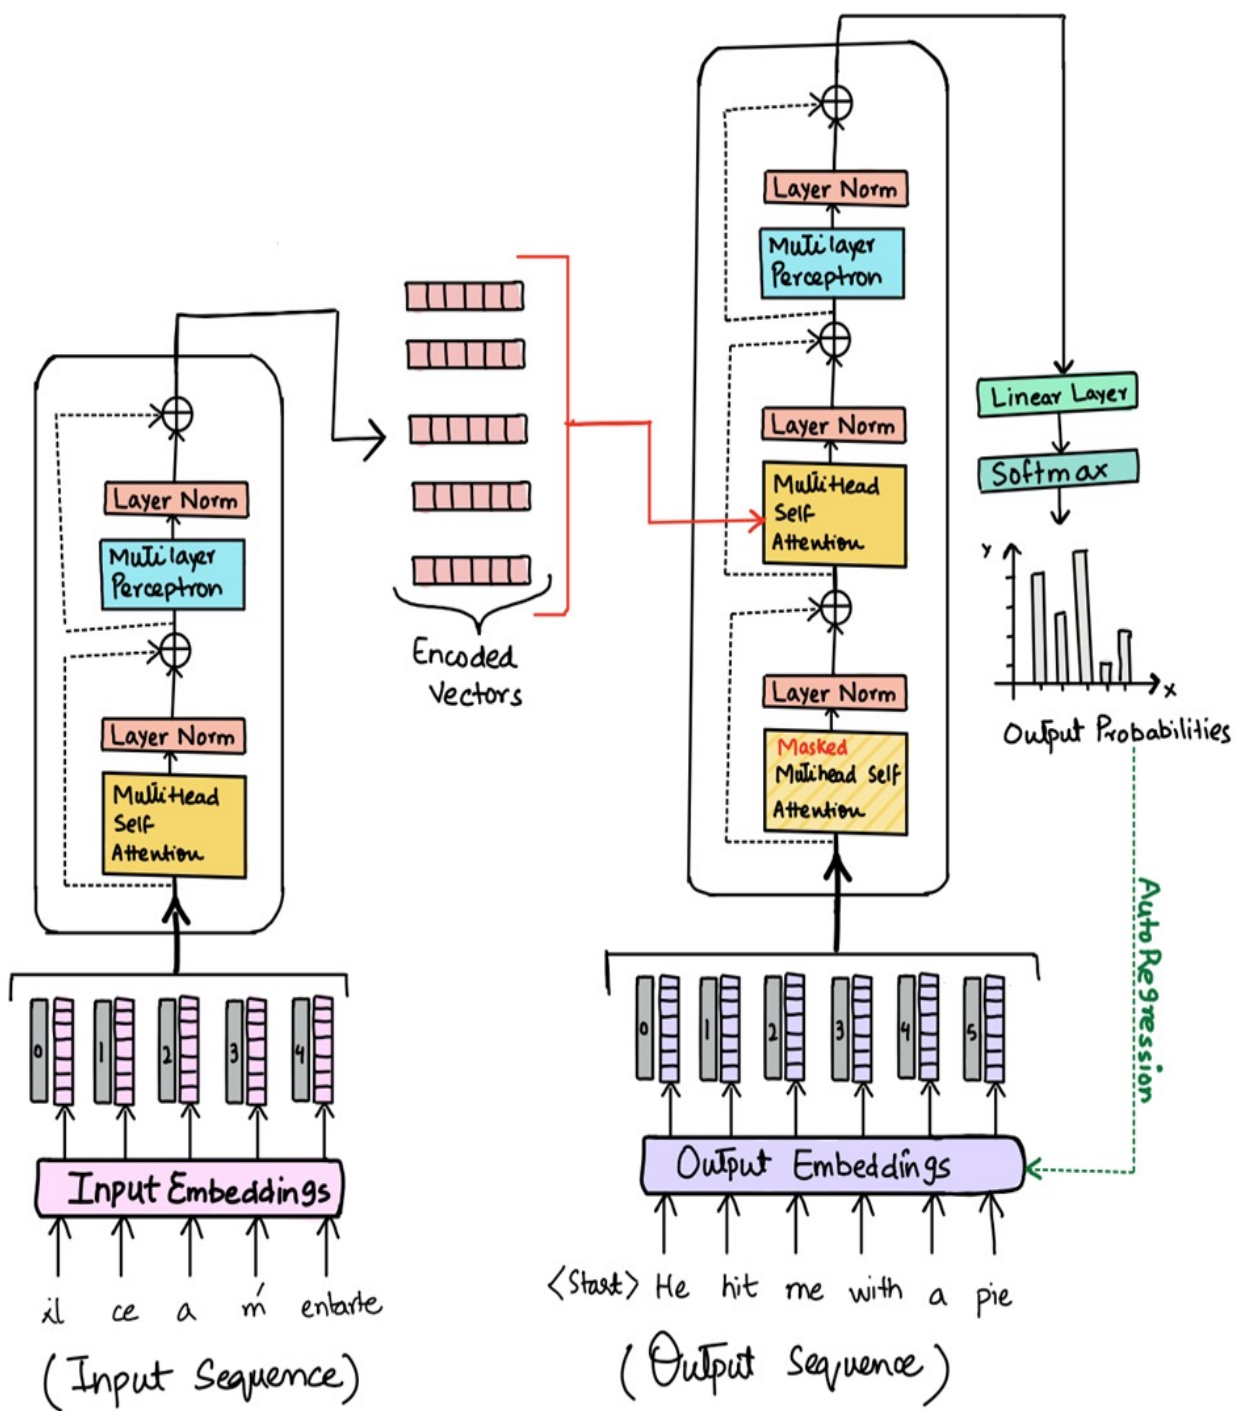 Layer Norm
Mutilayer
Perceptron
Layer Norm
MultiHead
Self
Attention
0 1 2 3 4
Input Embeddings
il ce a m' entarte
(Input Sequence)
Encoded
Vectors
Layer Norm
Mutilayer
Perceptron
Layer Norm
MultiHead
Self
Attention
Layer Norm
Masked
Mutihead Self
Attention
0 1 2 3 4 5
Output Embeddings
<Start> He hit me with a pie
(Output Sequence)
Linear Layer
Softmax
Y
X
Output Probabilities
AutoRegression